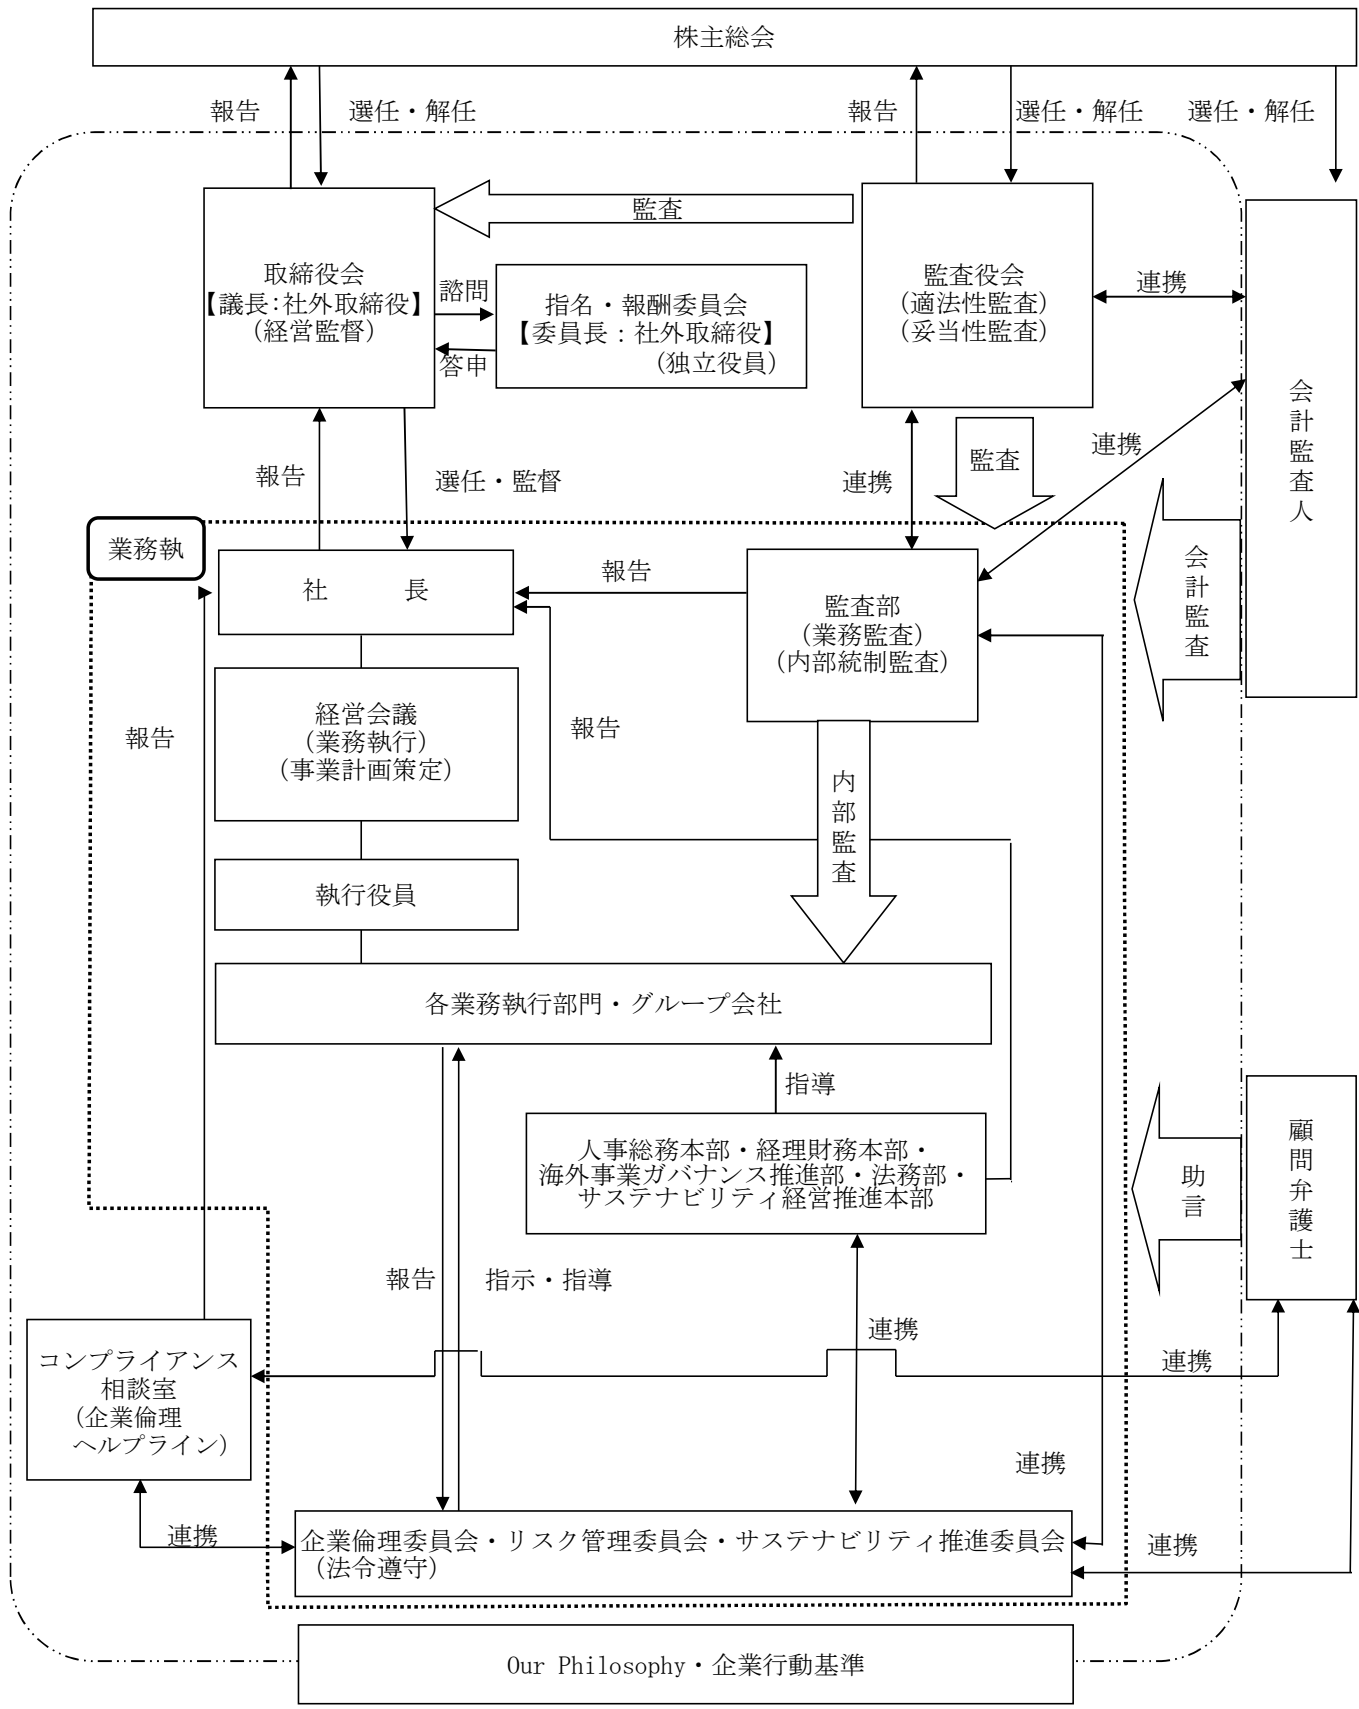 株主総会
報告
選任・解任
報告
選任・解任
選任・解任
監査
取締役会
【議長:社外取締役】
(経営監督)
諮問
答申
指名・報酬委員会
【委員長：社外取締役】
(独立役員)
監査役会
(適法性監査)
(妥当性監査)
連携
会計監査人
報告
選任・監督
連携
監査
連携
業務執
社　　　長
報告
監査部
(業務監査)
(内部統制監査)
会計監査
報告
経営会議
(業務執行)
(事業計画策定)
報告
内部監査
執行役員
各業務執行部門・グループ会社
指導
人事総務本部・経理財務本部・
海外事業ガバナンス推進部・法務部・
サステナビリティ経営推進本部
助言
顧問弁護士
報告
指示・指導
連携
連携
コンプライアンス
相談室
(企業倫理
ヘルプライン)
連携
連携
連携
企業倫理委員会・リスク管理委員会・サステナビリティ推進委員会
(法令遵守)
Our Philosophy・企業行動基準